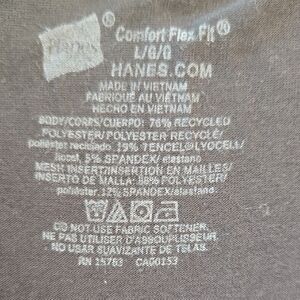 Hanes
Comfort Flex Fit®
L/G/G
HANES.COM
MADE IN VIETNAM
FABRIQUÉ AU VIÊTNAM
HECHO EN VIETNAM
BODY/CORPS/CUERPO: 76% RECYCLED
POLYESTER/POLYESTER RECYCLÉ/
poliéster reciclado, 19% TENCEL®LYOCELL/
liocel, 5% SPANDEX/elastano
MESH INSERT/INSERTION EN MAILLES/
INSERTO DE MALLA: 88% POLYESTER/
poliéster, 12% SPANDEX/elastano
DO NOT USE FABRIC SOFTENER.
NE PAS UTILISER D'ASSOUPLISSEUR.
NO USAR SUAVIZANTE DE TELAS.
RN 15763 CA00153